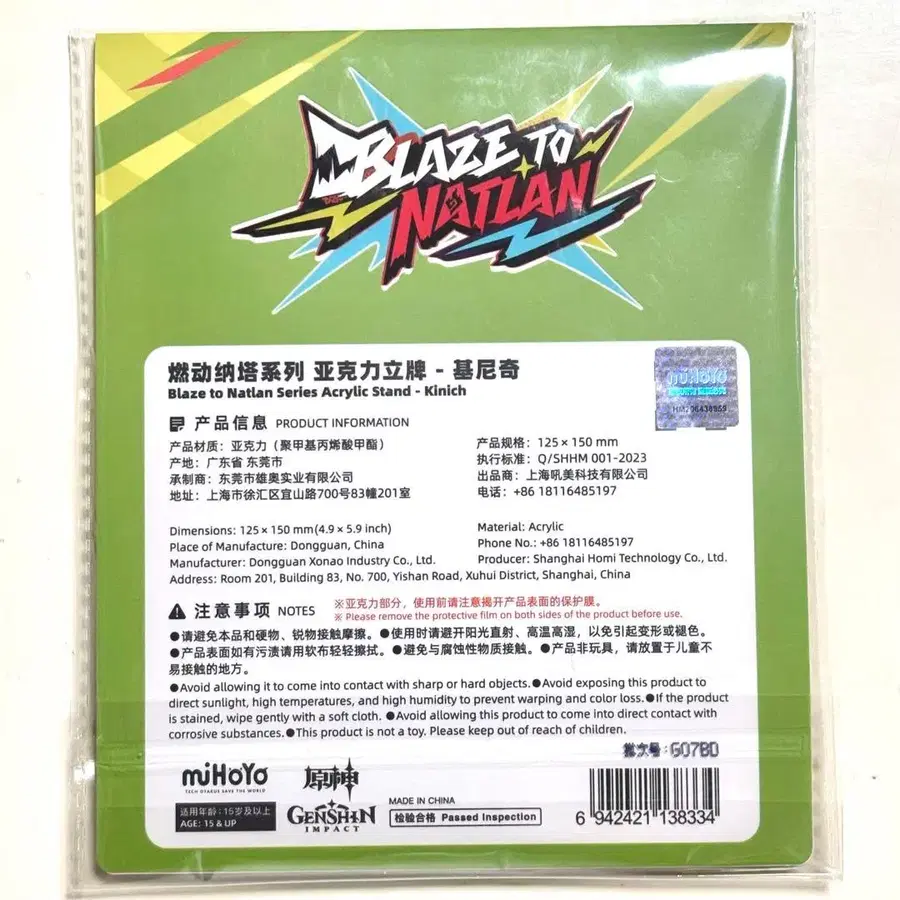 BLAZE TO
NATLAN
燃动纳塔系列 亚克力立牌 - 基尼奇
Blaze to Natlan Series Acrylic Stand - Kinich
miHoYo
产品信息 PRODUCT INFORMATION
产品材质：亚克力（聚甲基丙烯酸甲酯）
产地：广东省 东莞市
承制商：东莞市雄奥实业有限公司
地址：上海市徐汇区宜山路700号83幢201室
产品规格：125 × 150 mm
执行标准：Q/SHHM 001-2023
出品商：上海吼美科技有限公司
电话：+86 18116485197
Dimensions: 125 × 150 mm(4.9 × 5.9 inch)
Place of Manufacture: Dongguan, China
Manufacturer: Dongguan Xonao Industry Co., Ltd.
Address: Room 201, Building 83, No. 700, Yishan Road, Xuhui District, Shanghai, China
Material: Acrylic
Phone No.: +86 18116485197
Producer: Shanghai Homi Technology Co., Ltd.
注意事项 NOTES
※亚克力部分，使用前请注意揭开产品表面的保护膜。
※ Please remove the protective film on both sides of the product before use.
●请避免本品和硬物、锐物接触摩擦。●使用时请避开阳光直射、高温高湿，以免引起变形或褪色。
●产品表面如有污渍请用软布轻轻擦拭。●避免与腐蚀性物质接触。●产品非玩具，请放置于儿童不
易接触的地方。
●Avoid allowing it to come into contact with sharp or hard objects.●Avoid exposing this product to
direct sunlight, high temperatures, and high humidity to prevent warping and color loss.●If the product
is stained, wipe gently with a soft cloth. ●Avoid allowing this product to come into direct contact with
corrosive substances.●This product is not a toy. Please keep out of reach of children.
批次号：G07BD
miHoYo
TECH OTAKUS SAVE THE WORLD
适用年龄：15岁及以上
AGE: 15 & UP
原神
GENSHIN
IMPACT
MADE IN CHINA
检验合格 Passed Inspection
6 942421 138334